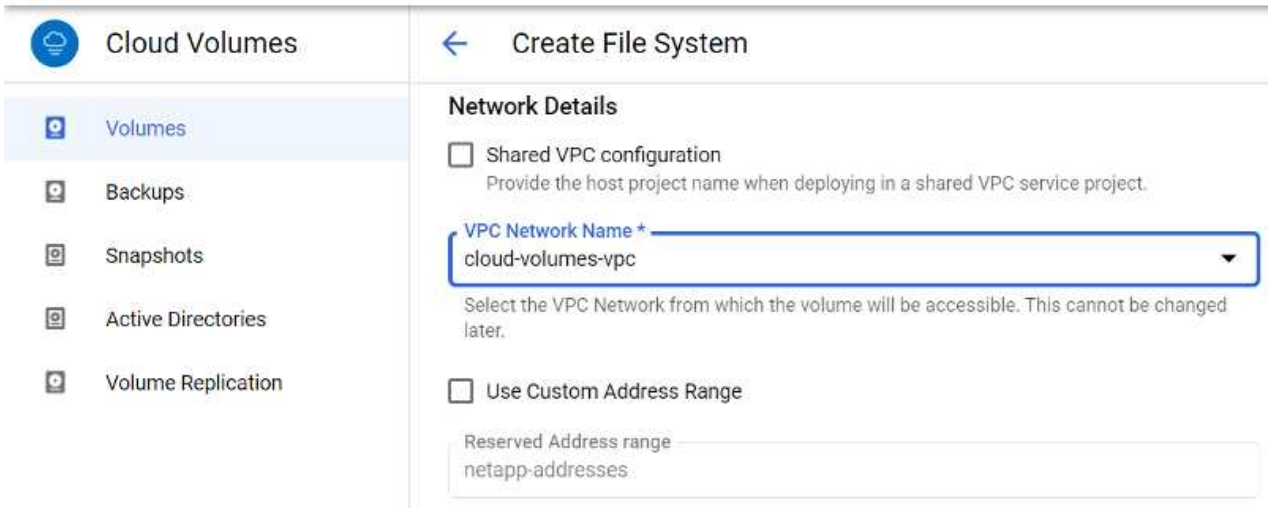 Cloud Volumes
Create File System
Volumes
Backups
Snapshots
Active Directories
Volume Replication
Network Details
Shared VPC configuration
Provide the host project name when deploying in a shared VPC service project.
VPC Network Name *
cloud-volumes-vpc
Select the VPC Network from which the volume will be accessible. This cannot be changed
later.
Use Custom Address Range
Reserved Address range
netapp-addresses